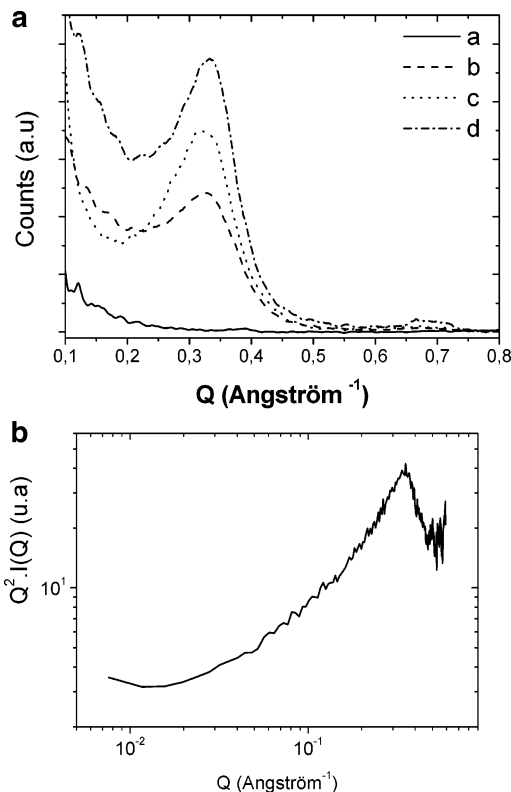 a
a
b
c
d
Counts (a.u)
0,1 0,2 0,3 0,4 0,5 0,6 0,7 0,8
Q (Angström ⁻¹)
b
Q².I(Q) (u.a)
10¹
10⁻² 10⁻¹
Q (Angström⁻¹)